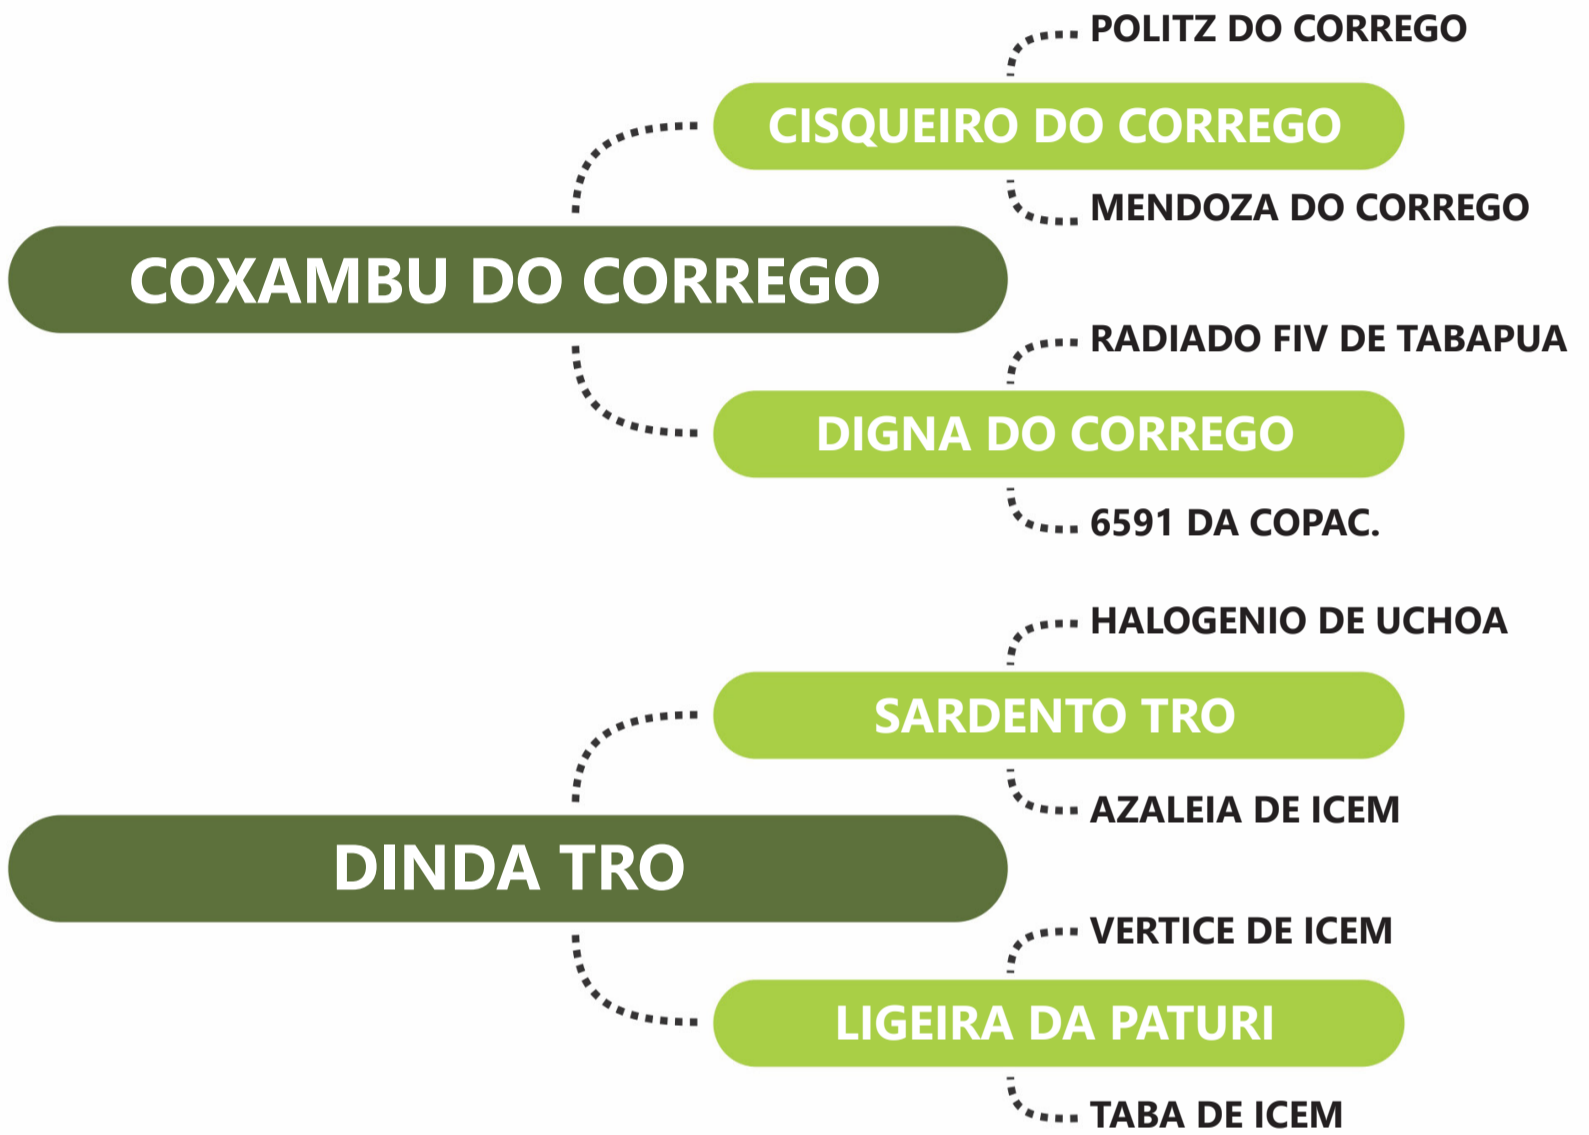 POLITZ DO CORREGO
CISQUEIRO DO CORREGO
MENDOZA DO CORREGO
COXAMBU DO CORREGO
RADIADO FIV DE TABAPUA
DIGNA DO CORREGO
6591 DA COPAC.
HALOGENIO DE UCHOA
SARDENTO TRO
AZALEIA DE ICEM
DINDA TRO
VERTICE DE ICEM
LIGEIRA DA PATURI
TABA DE ICEM